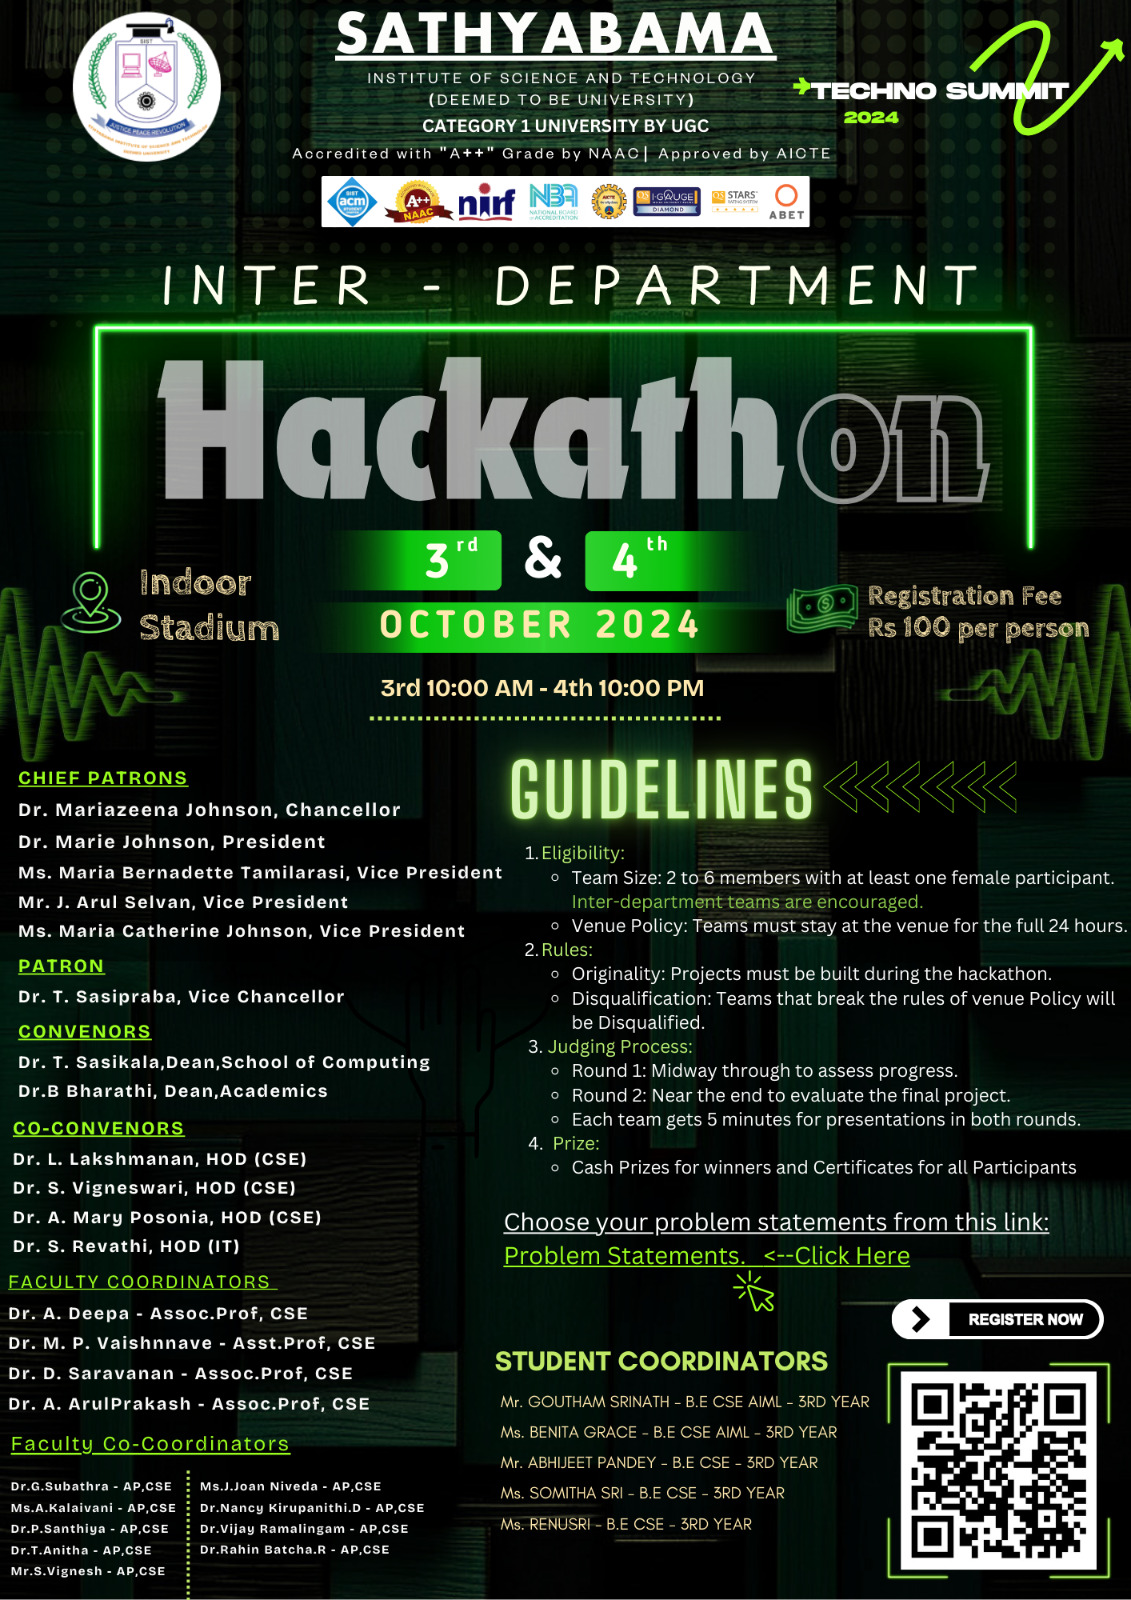 SATHYABAMA
INSTITUTE OF SCIENCE AND TECHNOLOGY
(DEEMED TO BE UNIVERSITY)
CATEGORY 1 UNIVERSITY BY UGC
Accredited with "A++" Grade by NAAC| Approved by AICTE
TECHNO SUMMIT
2024
SIST
JUSTICE PEACE REVOLUTION
SIST
acm
A++
NAAC
nirf
NBA
NATIONAL BOARD
of ACCREDITATION
AICTE
QS I·GAUGE
DIAMOND
QS STARS
RATING SYSTEM
ABET
INTER - DEPARTMENT
Hackathon
3rd & 4th
OCTOBER 2024
Indoor
Stadium
Registration Fee
Rs 100 per person
3rd 10:00 AM - 4th 10:00 PM
CHIEF PATRONS
Dr. Mariazeena Johnson, Chancellor
Dr. Marie Johnson, President
Ms. Maria Bernadette Tamilarasi, Vice President
Mr. J. Arul Selvan, Vice President
Ms. Maria Catherine Johnson, Vice President
PATRON
Dr. T. Sasipraba, Vice Chancellor
CONVENORS
Dr. T. Sasikala,Dean,School of Computing
Dr.B Bharathi, Dean,Academics
CO-CONVENORS
Dr. L. Lakshmanan, HOD (CSE)
Dr. S. Vigneswari, HOD (CSE)
Dr. A. Mary Posonia, HOD (CSE)
Dr. S. Revathi, HOD (IT)
FACULTY COORDINATORS
Dr. A. Deepa - Assoc.Prof, CSE
Dr. M. P. Vaishnnave - Asst.Prof, CSE
Dr. D. Saravanan - Assoc.Prof, CSE
Dr. A. ArulPrakash - Assoc.Prof, CSE
Faculty Co-Coordinators
Dr.G.Subathra - AP,CSE
Ms.A.Kalaivani - AP,CSE
Dr.P.Santhiya - AP,CSE
Dr.T.Anitha - AP,CSE
Mr.S.Vignesh - AP,CSE
Ms.J.Joan Niveda - AP,CSE
Dr.Nancy Kirupanithi.D - AP,CSE
Dr.Vijay Ramalingam - AP,CSE
Dr.Rahin Batcha.R - AP,CSE
GUIDELINES
1. Eligibility:
Team Size: 2 to 6 members with at least one female participant.
Inter-department teams are encouraged.
Venue Policy: Teams must stay at the venue for the full 24 hours.
2. Rules:
Originality: Projects must be built during the hackathon.
Disqualification: Teams that break the rules of venue Policy will
be Disqualified.
3. Judging Process:
Round 1: Midway through to assess progress.
Round 2: Near the end to evaluate the final project.
Each team gets 5 minutes for presentations in both rounds.
4. Prize:
Cash Prizes for winners and Certificates for all Participants
Choose your problem statements from this link:
Problem Statements. <--Click Here
REGISTER NOW
STUDENT COORDINATORS
Mr. GOUTHAM SRINATH – B.E CSE AIML – 3RD YEAR
Ms. BENITA GRACE – B.E CSE AIML – 3RD YEAR
Mr. ABHIJEET PANDEY – B.E CSE – 3RD YEAR
Ms. SOMITHA SRI – B.E CSE – 3RD YEAR
Ms. RENUSRI – B.E CSE – 3RD YEAR